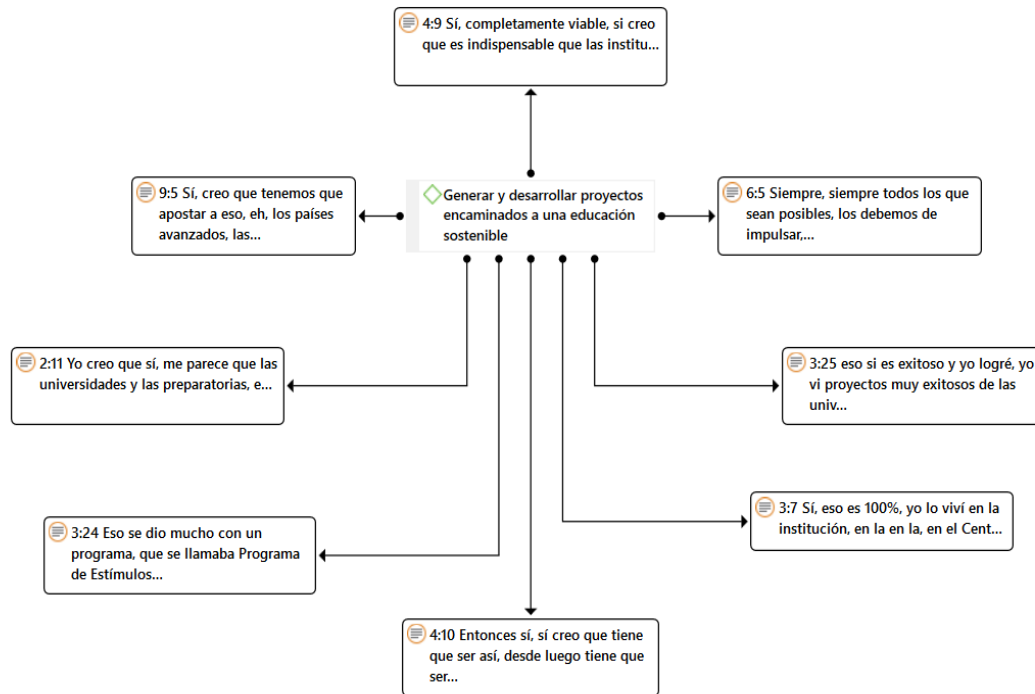 4:9 Sí, completamente viable, si creo
que es indispensable que las institu...
9:5 Sí, creo que tenemos que
apostar a eso, eh, los países
avanzados, las...
Generar y desarrollar proyectos
encaminados a una educación
sostenible
6:5 Siempre, siempre todos los que
sean posibles, los debemos de
impulsar,...
2:11 Yo creo que sí, me parece que las
universidades y las preparatorias, e...
3:25 eso si es exitoso y yo logré, yo
vi proyectos muy exitosos de las
univ...
3:24 Eso se dio mucho con un
programa, que se llamaba Programa
de Estímulos...
3:7 Sí, eso es 100%, yo lo viví en la
institución, en la en la, en el Cent...
4:10 Entonces sí, sí creo que tiene
que ser así, desde luego tiene que
ser...